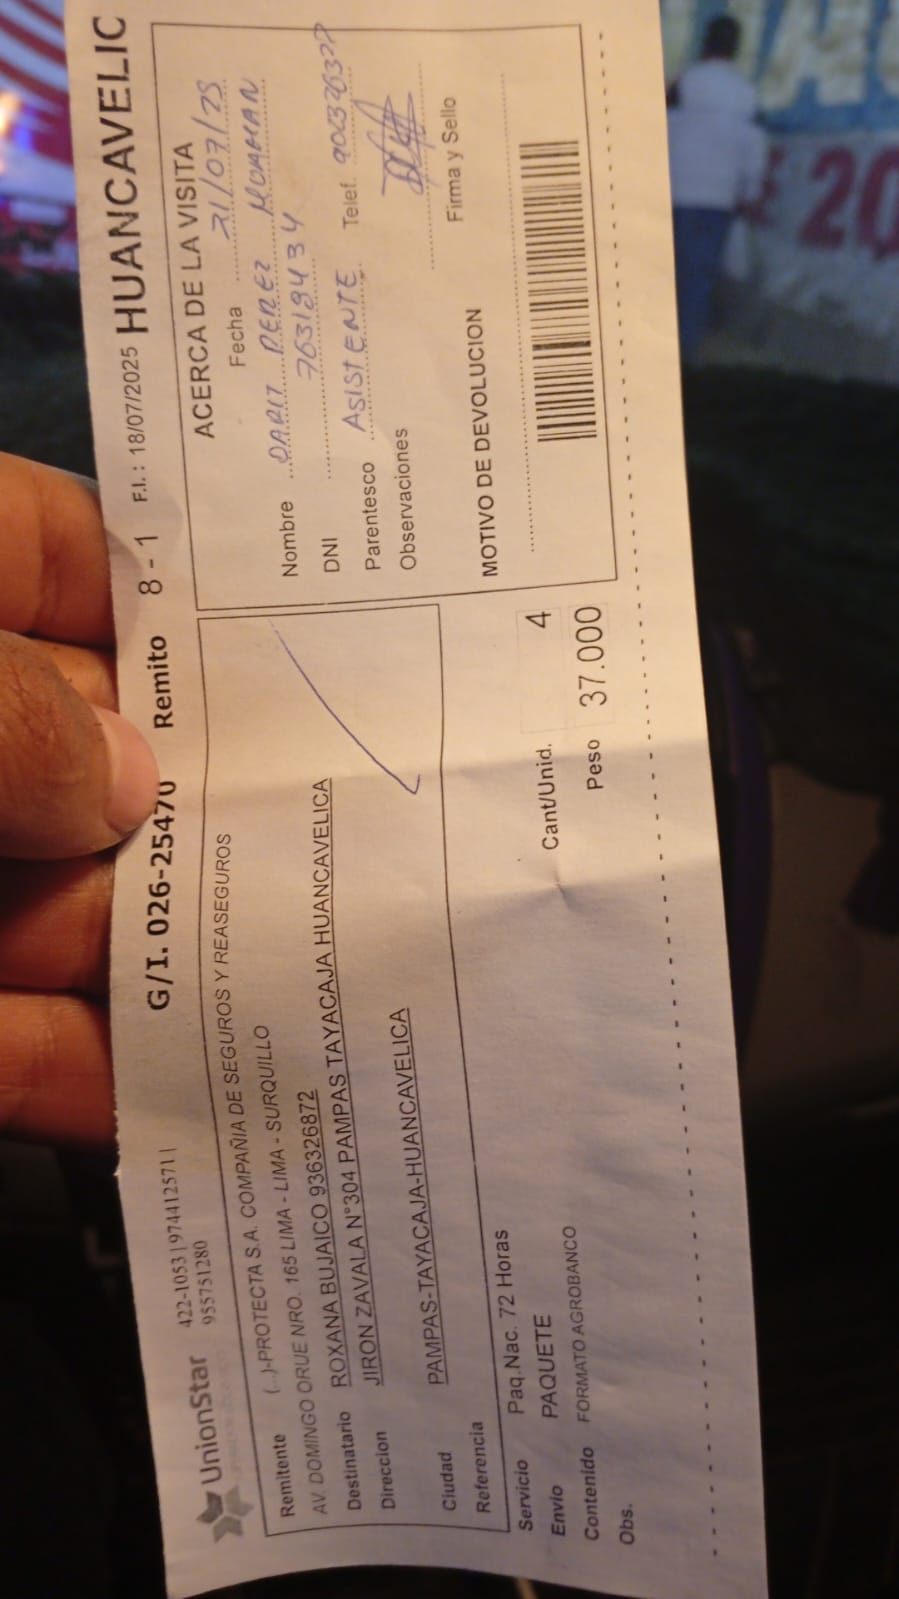 UnionStar
422-1053|974412571|
955751280
G/I. 026-25470 Remito 8 - 1 F.I.: 18/07/2025 HUANCAVELIC
Remitente (...)-PROTECTA S.A. COMPAÑIA DE SEGUROS Y REASEGUROS
AV. DOMINGO ORUE NRO. 165 LIMA - LIMA - SURQUILLO
Destinatario ROXANA BUJAICO 936326872
Direccion JIRON ZAVALA N°304 PAMPAS TAYACAJA HUANCAVELICA
Ciudad PAMPAS-TAYACAJA-HUANCAVELICA
Referencia
Servicio Paq.Nac. 72 Horas
Envio PAQUETE
Contenido FORMATO AGROBANCO
Obs.
Cant/Unid. 4
Peso 37.000
ACERCA DE LA VISITA
Fecha 21/07/25
Nombre PEREZ
DNI
Parentesco ASISTENTE Telef.
Observaciones
Firma y Sello
MOTIVO DE DEVOLUCION
20